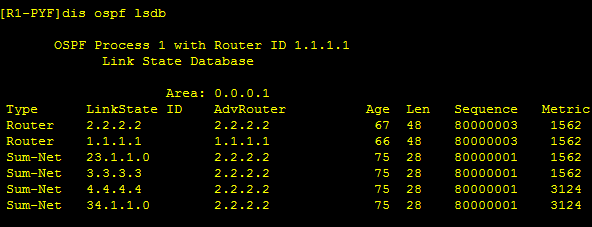 [R1-PYF]dis ospf lsdb
OSPF Process 1 with Router ID 1.1.1.1
Link State Database
Area: 0.0.0.1
Type LinkState ID AdvRouter Age Len Sequence Metric
Router 2.2.2.2 2.2.2.2 67 48 80000003 1562
Router 1.1.1.1 1.1.1.1 66 48 80000003 1562
Sum-Net 23.1.1.0 2.2.2.2 75 28 80000001 1562
Sum-Net 3.3.3.3 2.2.2.2 75 28 80000001 1562
Sum-Net 4.4.4.4 2.2.2.2 75 28 80000001 3124
Sum-Net 34.1.1.0 2.2.2.2 75 28 80000001 3124